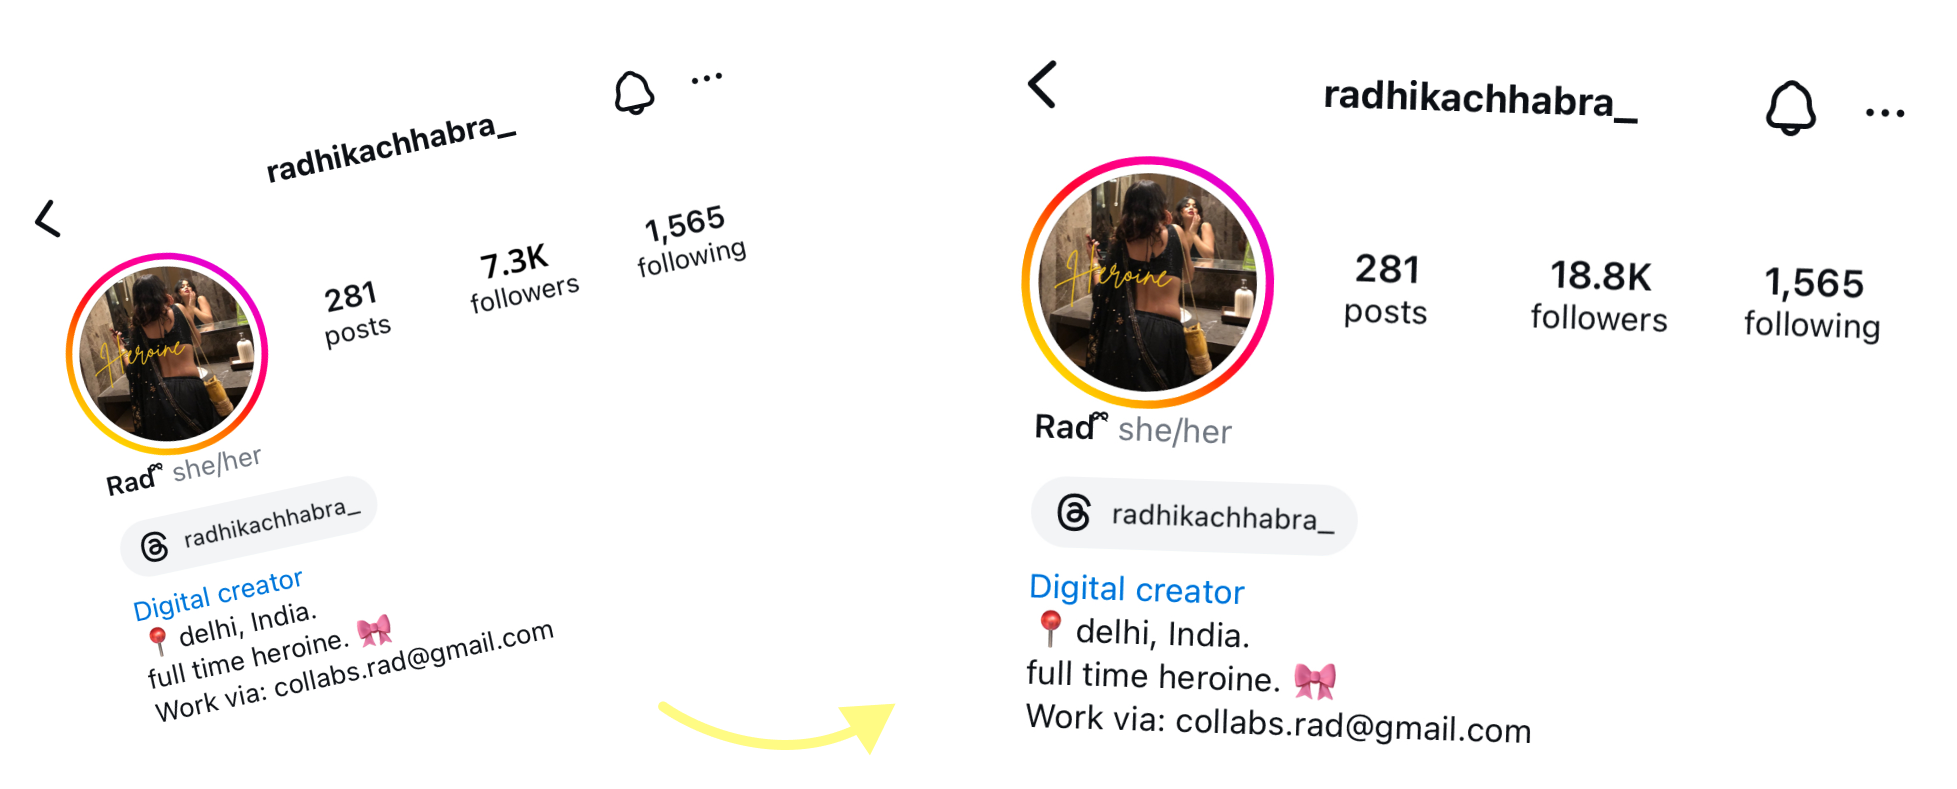 radhikachhabra_
281 posts
7.3K followers
1,565 following
Heroine
Rad she/her
radhikachhabra_
Digital creator
📍 delhi, India.
full time heroine. 🎀
Work via: collabs.rad@gmail.com
radhikachhabra_
281 posts
18.8K followers
1,565 following
Heroine
Rad she/her
radhikachhabra_
Digital creator
📍 delhi, India.
full time heroine. 🎀
Work via: collabs.rad@gmail.com